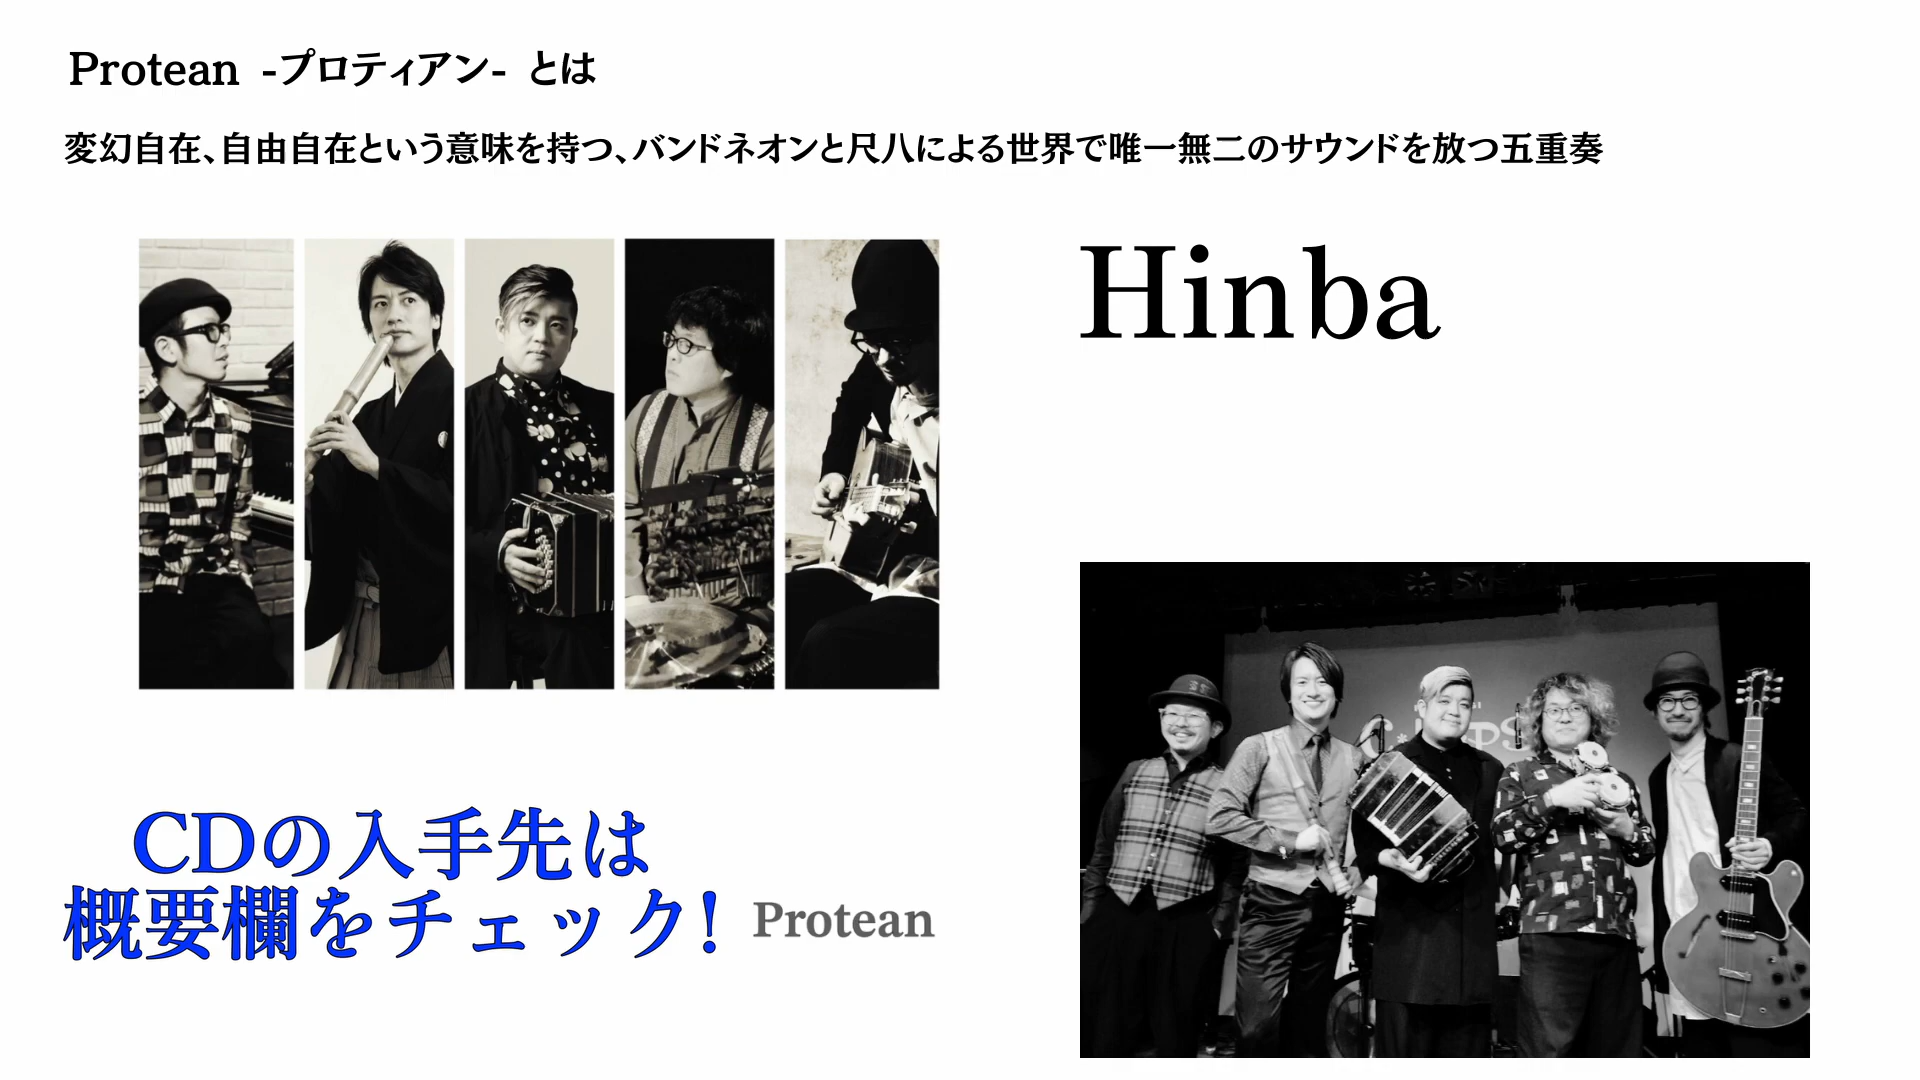 Protean -プロティアン- とは
変幻自在、自由自在という意味を持つ、バンドネオンと尺八による世界で唯一無二のサウンドを放つ五重奏
Hinba
CDの入手先は
概要欄をチェック!
Protean